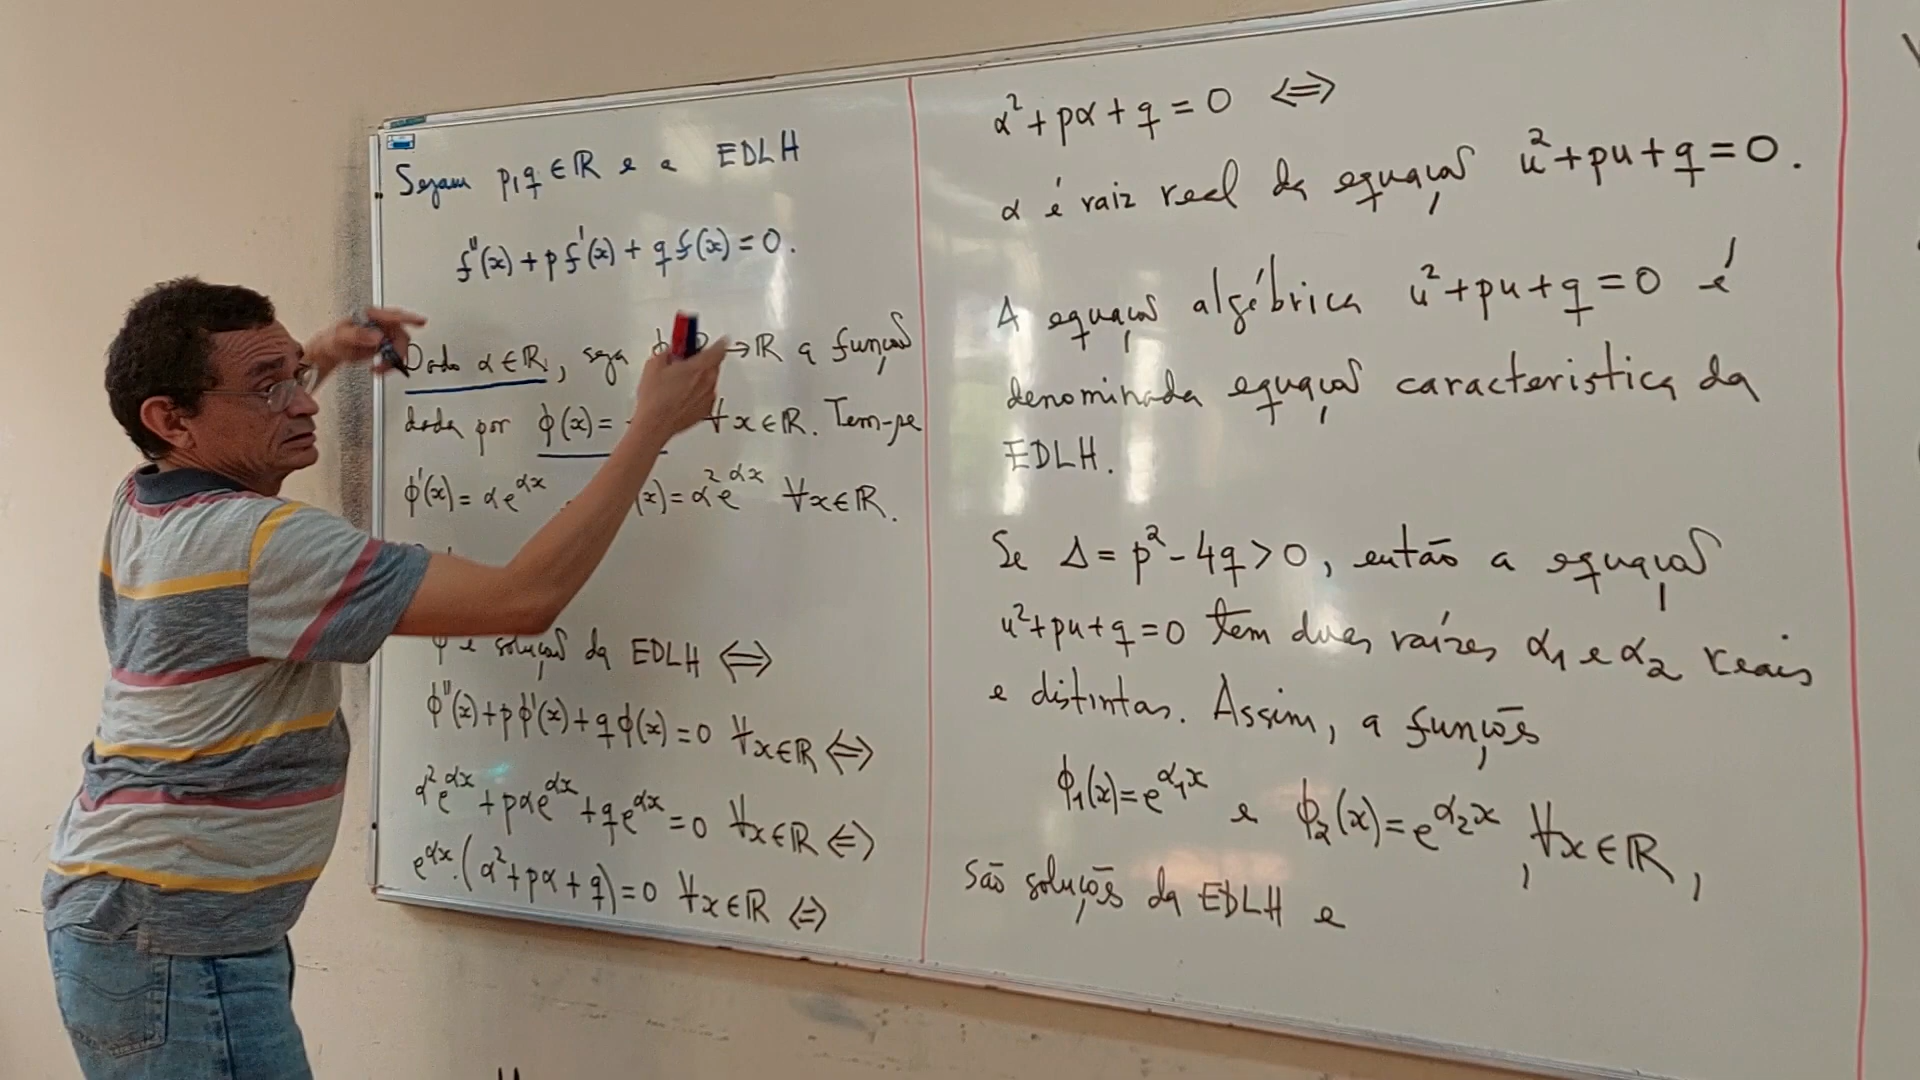 Sejam p,q ∈ ℝ e a EDLH
f''(x) + p f'(x) + q f(x) = 0.
Dado α ∈ ℝ, seja ϕ → ℝ a função
dada por ϕ(x) = ∀x ∈ ℝ. Tem-se
ϕ'(x) = αe^{αx} (x) = α²e^{αx} ∀x ∈ ℝ.
ϕ é solução da EDLH ⇔
ϕ''(x) + pϕ'(x) + qϕ(x) = 0 ∀x ∈ ℝ ⇔
α²e^{αx} + pαe^{αx} + qe^{αx} = 0 ∀x ∈ ℝ ⇔
e^{αx}.(α² + pα + q) = 0 ∀x ∈ ℝ ⇔
α² + pα + q = 0 ⇔
α é raiz real da equação u² + pu + q = 0.
A equação algébrica u² + pu + q = 0 é
denominada equação característica da
EDLH.
Se Δ = p² - 4q > 0, então a equação
u² + pu + q = 0 tem duas raízes α₁ e α₂ reais
e distintas. Assim, a funções
ϕ₁(x) = e^{α₁x} e ϕ₂(x) = e^{α₂x}, ∀x ∈ ℝ,
são soluções da EDLH e